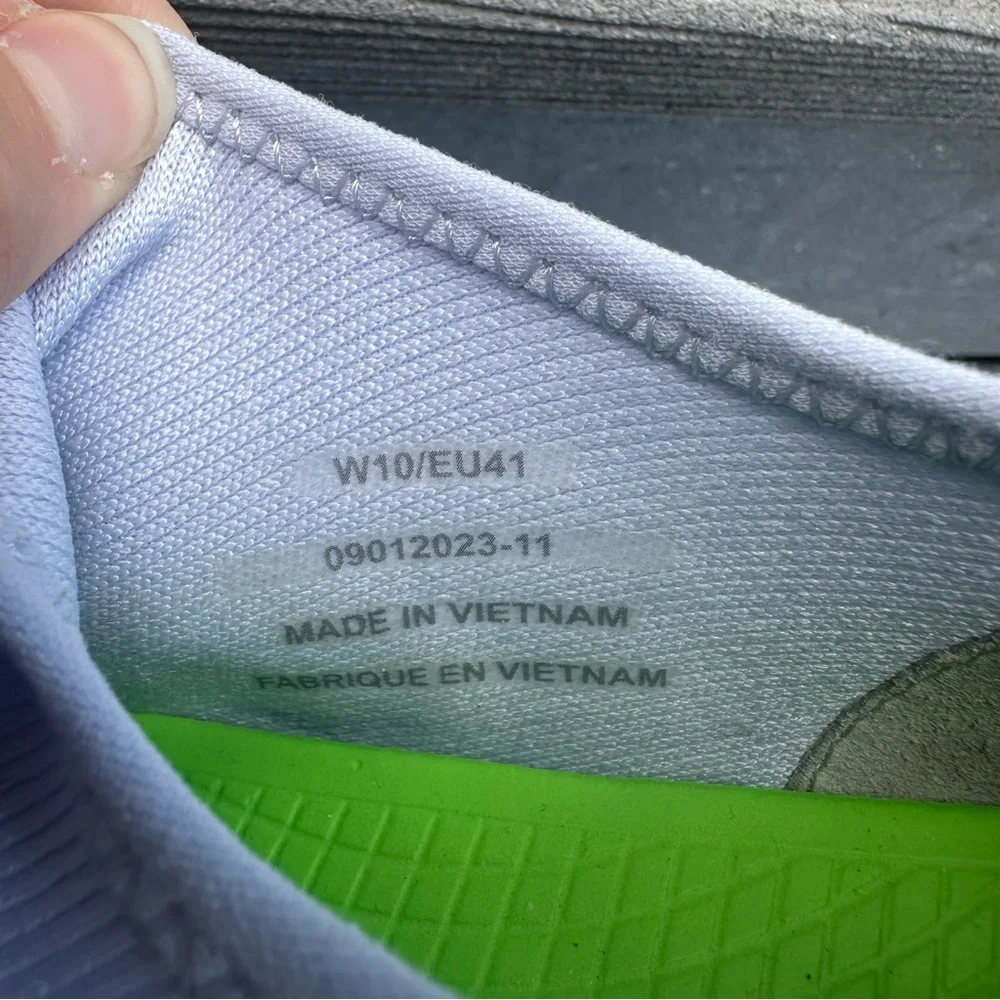 W10/EU41
09012023-11
MADE IN VIETNAM
FABRIQUE EN VIETNAM